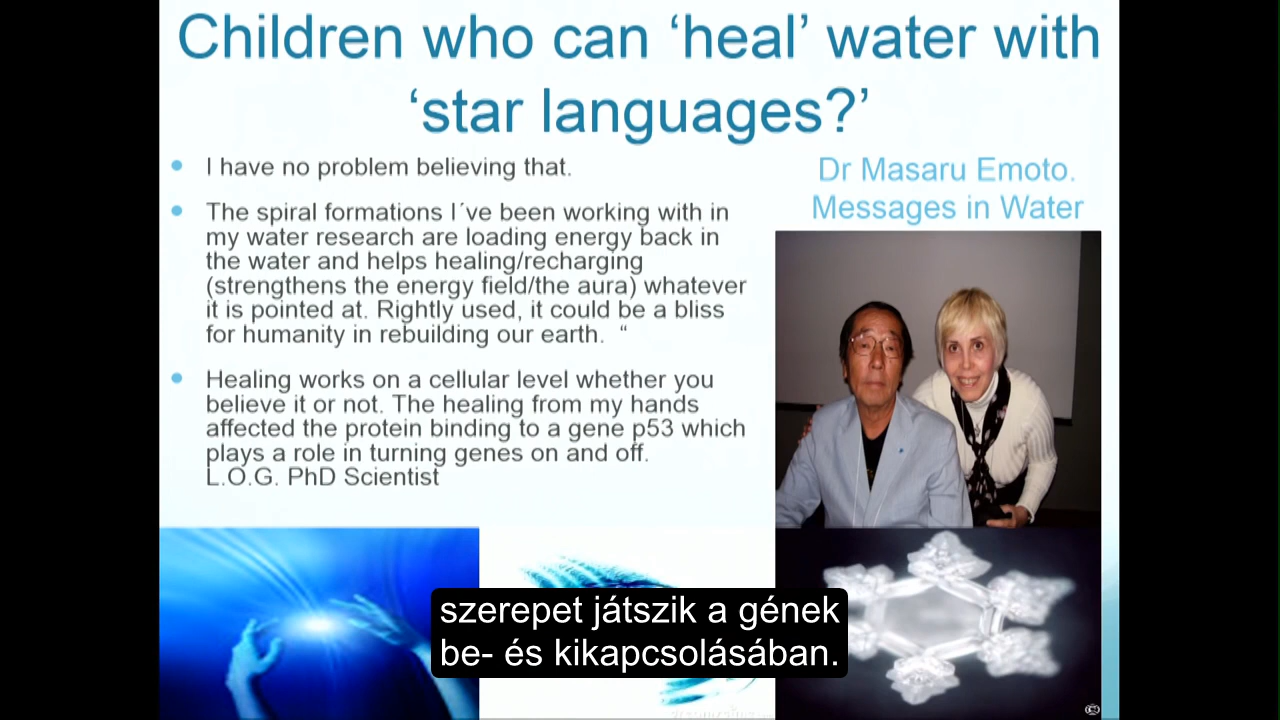 Children who can ‘heal’ water with
‘star languages?’
I have no problem believing that.
The spiral formations I´ve been working with in
my water research are loading energy back in
the water and helps healing/recharging
(strengthens the energy field/the aura) whatever
it is pointed at. Rightly used, it could be a bliss
for humanity in rebuilding our earth. “
Healing works on a cellular level whether you
believe it or not. The healing from my hands
affected the protein binding to a gene p53 which
plays a role in turning genes on and off.
L.O.G. PhD Scientist
Dr Masaru Emoto.
Messages in Water
szerepet játszik a gének
be- és kikapcsolásában.